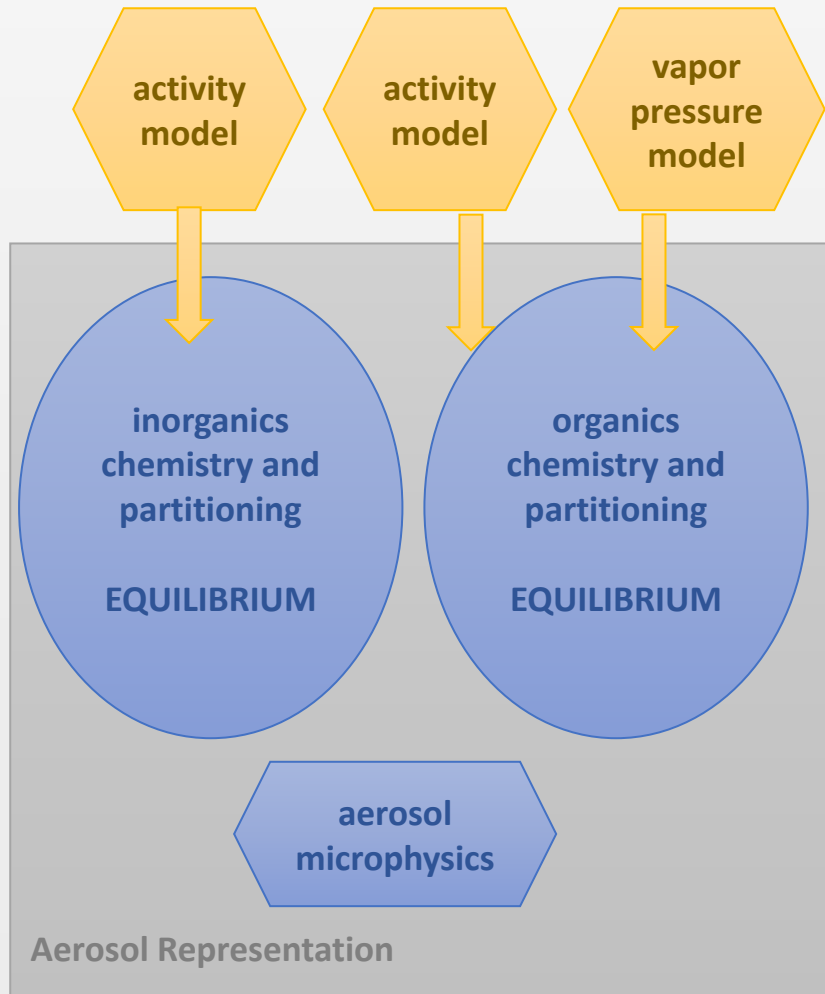 activity
model
activity
model
vapor
pressure
model
inorganics
chemistry and
partitioning
EQUILIBRIUM
organics
chemistry and
partitioning
EQUILIBRIUM
aerosol
microphysics
Aerosol Representation